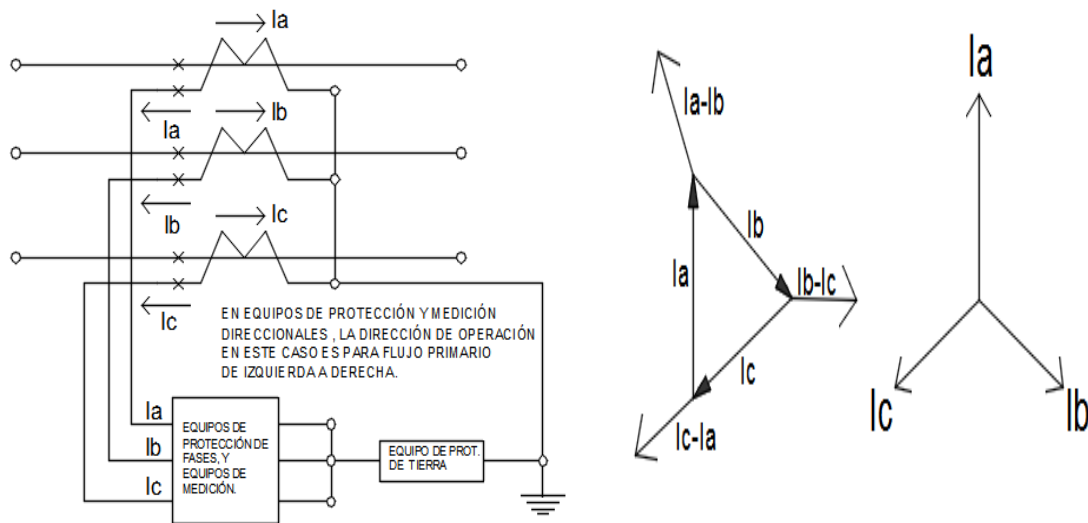 Ia
Ia
Ib
Ib
Ic
Ic
EN EQUIPOS DE PROTECCIÓN Y MEDICIÓN
DIRECCIONALES , LA DIRECCIÓN DE OPERACIÓN
EN ESTE CASO ES PARA FLUJO PRIMARIO
DE IZQUIERDA A DERECHA.
Ia
Ib
Ic
EQUIPOS DE
PROTECCIÓN DE
FASES, Y
EQUIPOS DE
MEDICIÓN.
EQUIPO DE PROT.
DE TIERRA
Ia-Ib
Ib
Ia
Ib-Ic
Ic
Ic-Ia
Ia
Ic
Ib